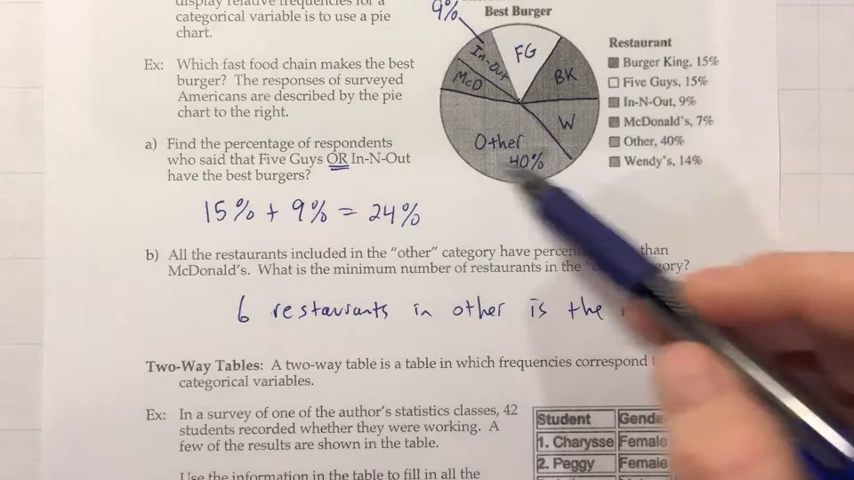 display relative frequencies for a
categorical variable is to use a pie
chart.
Ex: Which fast food chain makes the best
burger? The responses of surveyed
Americans are described by the pie
chart to the right.
9%
Best Burger
FG
In-Out
BK
McD
W
Other
40%
Restaurant
Burger King, 15%
Five Guys, 15%
In-N-Out, 9%
McDonald's, 7%
Other, 40%
Wendy's, 14%
a) Find the percentage of respondents
who said that Five Guys OR In-N-Out
have the best burgers?
15% + 9% = 24%
b) All the restaurants included in the "other" category have than
McDonald's. What is the minimum number of restaurants in the
6 restaurants in other is the
Two-Way Tables: A two-way table is a table in which frequencies correspond
categorical variables.
Ex: In a survey of one of the author's statistics classes, 42
students recorded whether they were working. A
few of the results are shown in the table.
Use the information in the table to fill in all the
Student
1. Charysse Female
2. Peggy Female